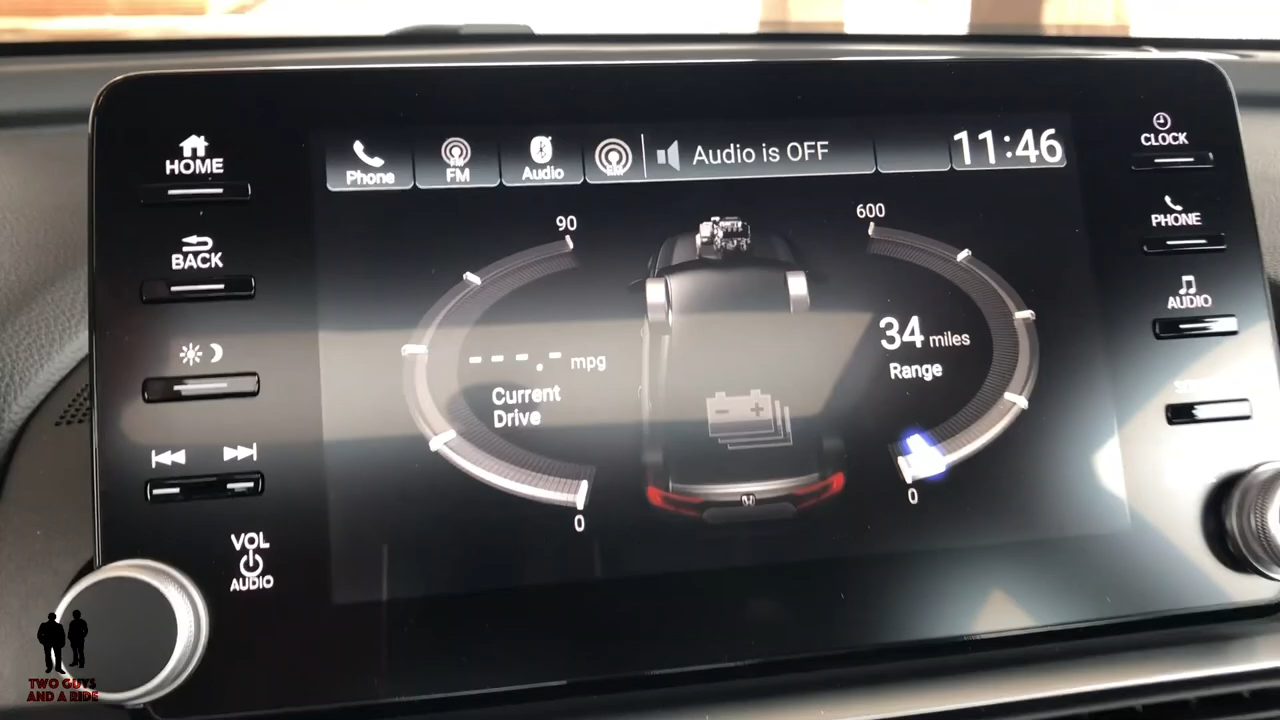 HOME
BACK
VOL
AUDIO
Phone
FM
Audio
Audio is OFF
11:46
90
---.- mpg
Current
Drive
0
600
34 miles
Range
0
CLOCK
PHONE
AUDIO
TWO GUYS
AND A RIDE